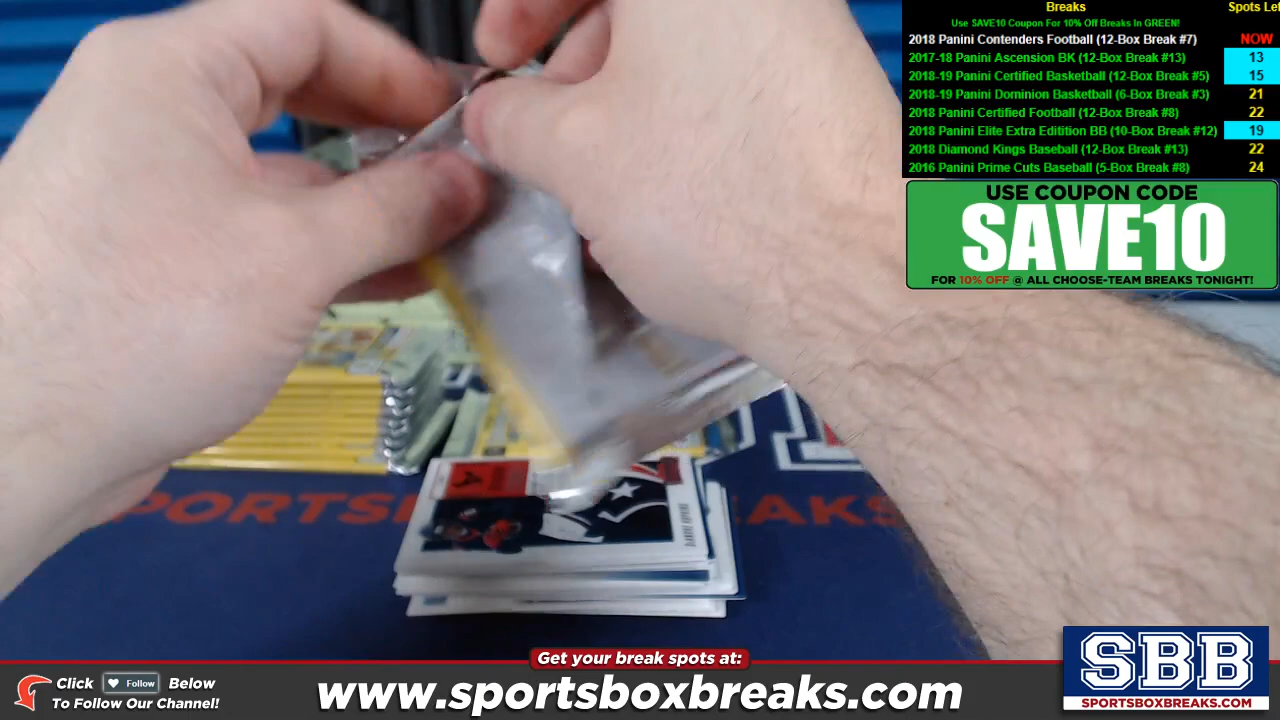 Breaks Spots Lef
Use SAVE10 Coupon For 10% Off Breaks In GREEN!
2018 Panini Contenders Football (12-Box Break #7) NOW
2017-18 Panini Ascension BK (12-Box Break #13) 13
2018-19 Panini Certified Basketball (12-Box Break #5) 15
2018-19 Panini Dominion Basketball (6-Box Break #3) 21
2018 Panini Certified Football (12-Box Break #8) 22
2018 Panini Elite Extra Edition BB (10-Box Break #12) 19
2018 Diamond Kings Baseball (12-Box Break #13) 22
2016 Panini Prime Cuts Baseball (5-Box Break #8) 24
USE COUPON CODE
SAVE10
FOR 10% OFF @ ALL CHOOSE-TEAM BREAKS TONIGHT!
PORTS
EAKS
Get your break spots at:
Click Follow Below
To Follow Our Channel!
www.sportsboxbreaks.com
SBB
SPORTSBOXBREAKS.COM